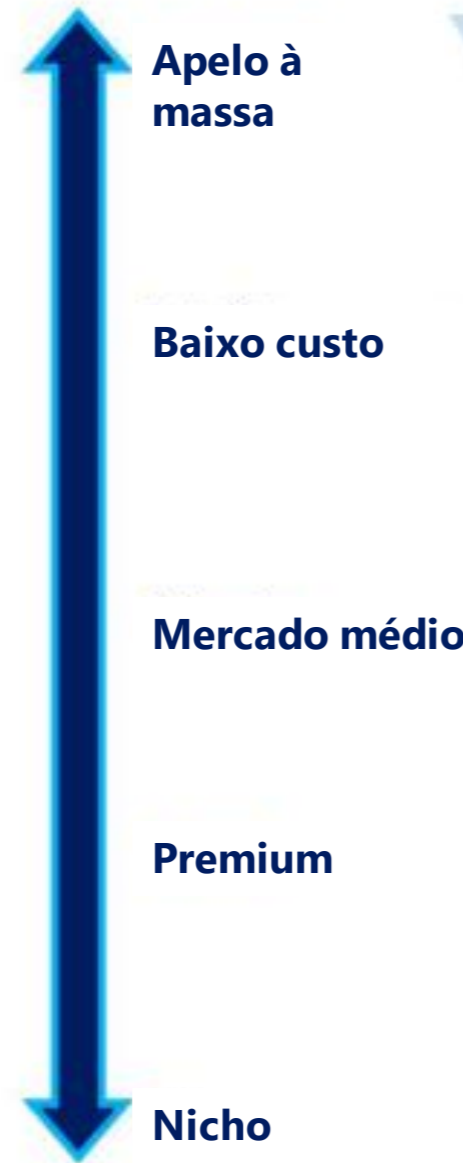 Apelo à
massa
Baixo custo
Mercado médio
Premium
Nicho